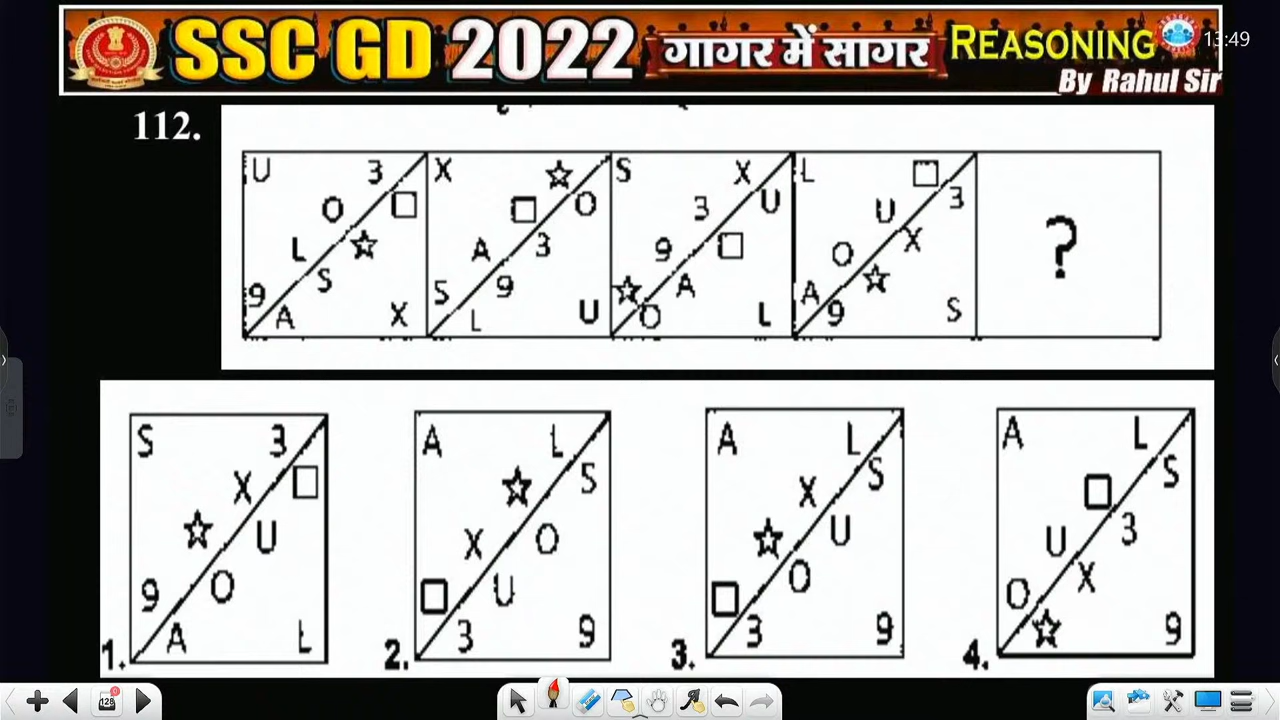 SSC GD 2022 गागर में सागर REASONING 13:49
By Rahul Sir
112.
U 3 X S X L 3
O O 3 U U
L A 3 9 X
S 9 A O
9 S A
A X L U O L 9 S
?
S 3 A L A L A L
X S X S S
U X O U U 3
9 O U O O X
A L 3 9 3 9 9
1. 2. 3. 4.
128